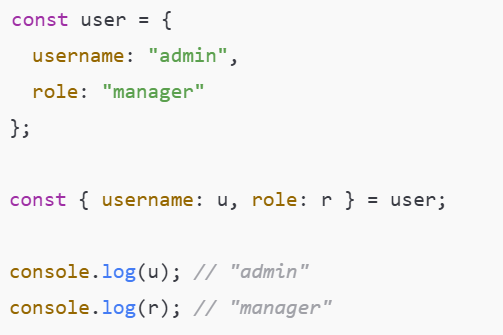 const user = {
  username: "admin",
  role: "manager"
};

const { username: u, role: r } = user;

console.log(u); // "admin"
console.log(r); // "manager"